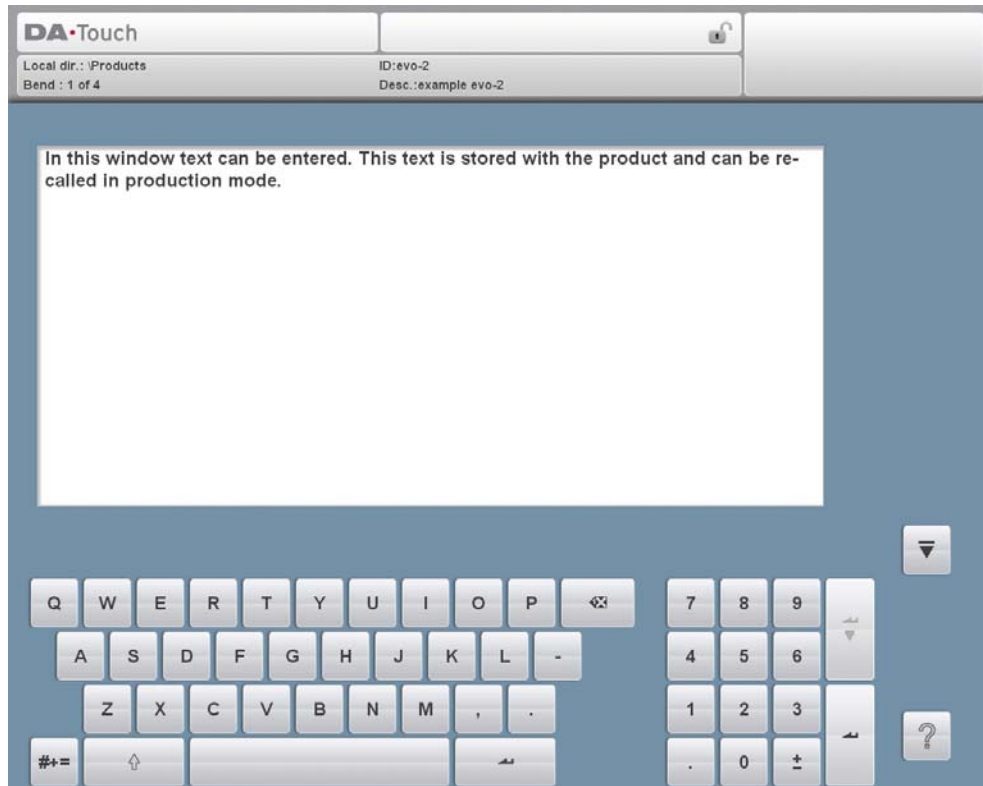 DA·Touch
Local dir.: \Products
ID:evo-2
Bend : 1 of 4
Desc.:example evo-2
In this window text can be entered. This text is stored with the product and can be re-
called in production mode.
Q W E R T Y U I O P 7 8 9
A S D F G H J K L - 4 5 6
Z X C V B N M , . 1 2 3
#+= . 0 ±
?